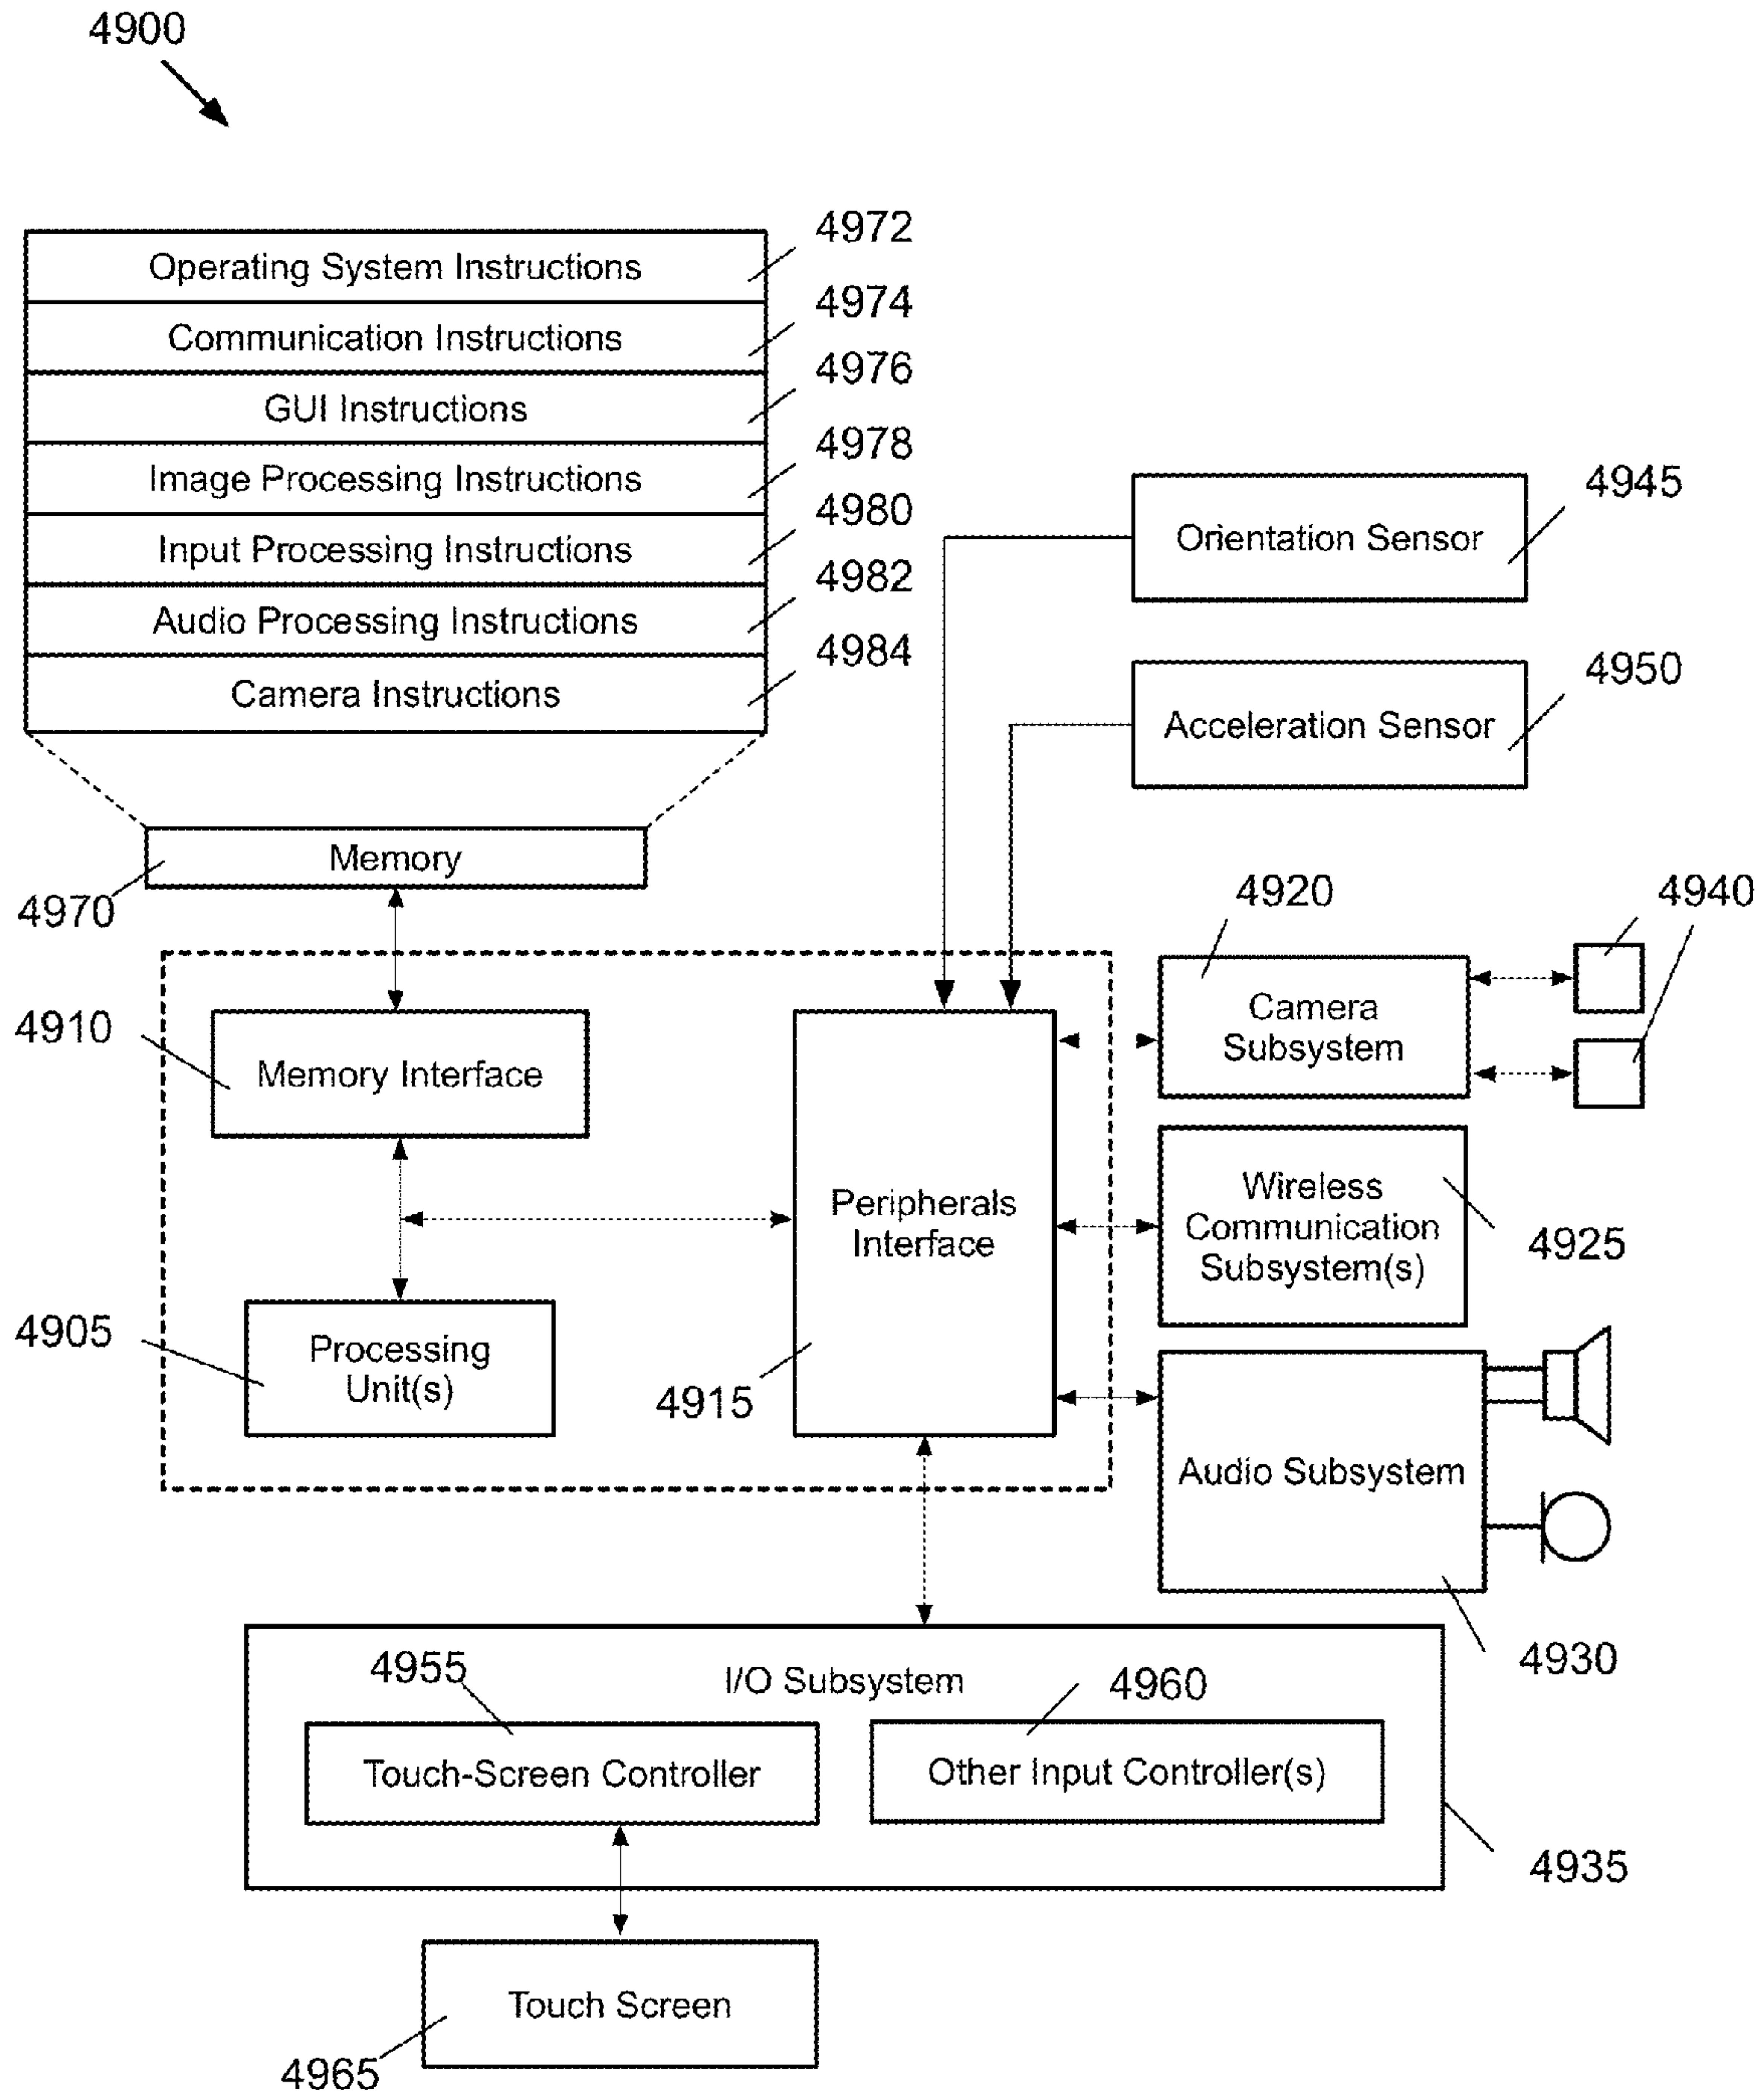 4900
Operating System Instructions
4972
Communication Instructions
4974
GUI Instructions
4976
Image Processing Instructions
4978
Input Processing Instructions
4980
Audio Processing Instructions
4982
Camera Instructions
4984
Memory
4970
Orientation Sensor
4945
Acceleration Sensor
4950
4920
4940
Camera
Subsystem
4910
Memory Interface
Peripherals
Interface
4915
Wireless
Communication
Subsystem(s)
4925
4905
Processing
Unit(s)
Audio Subsystem
4930
I/O Subsystem
4955
4960
Touch-Screen Controller
Other Input Controller(s)
4935
Touch Screen
4965